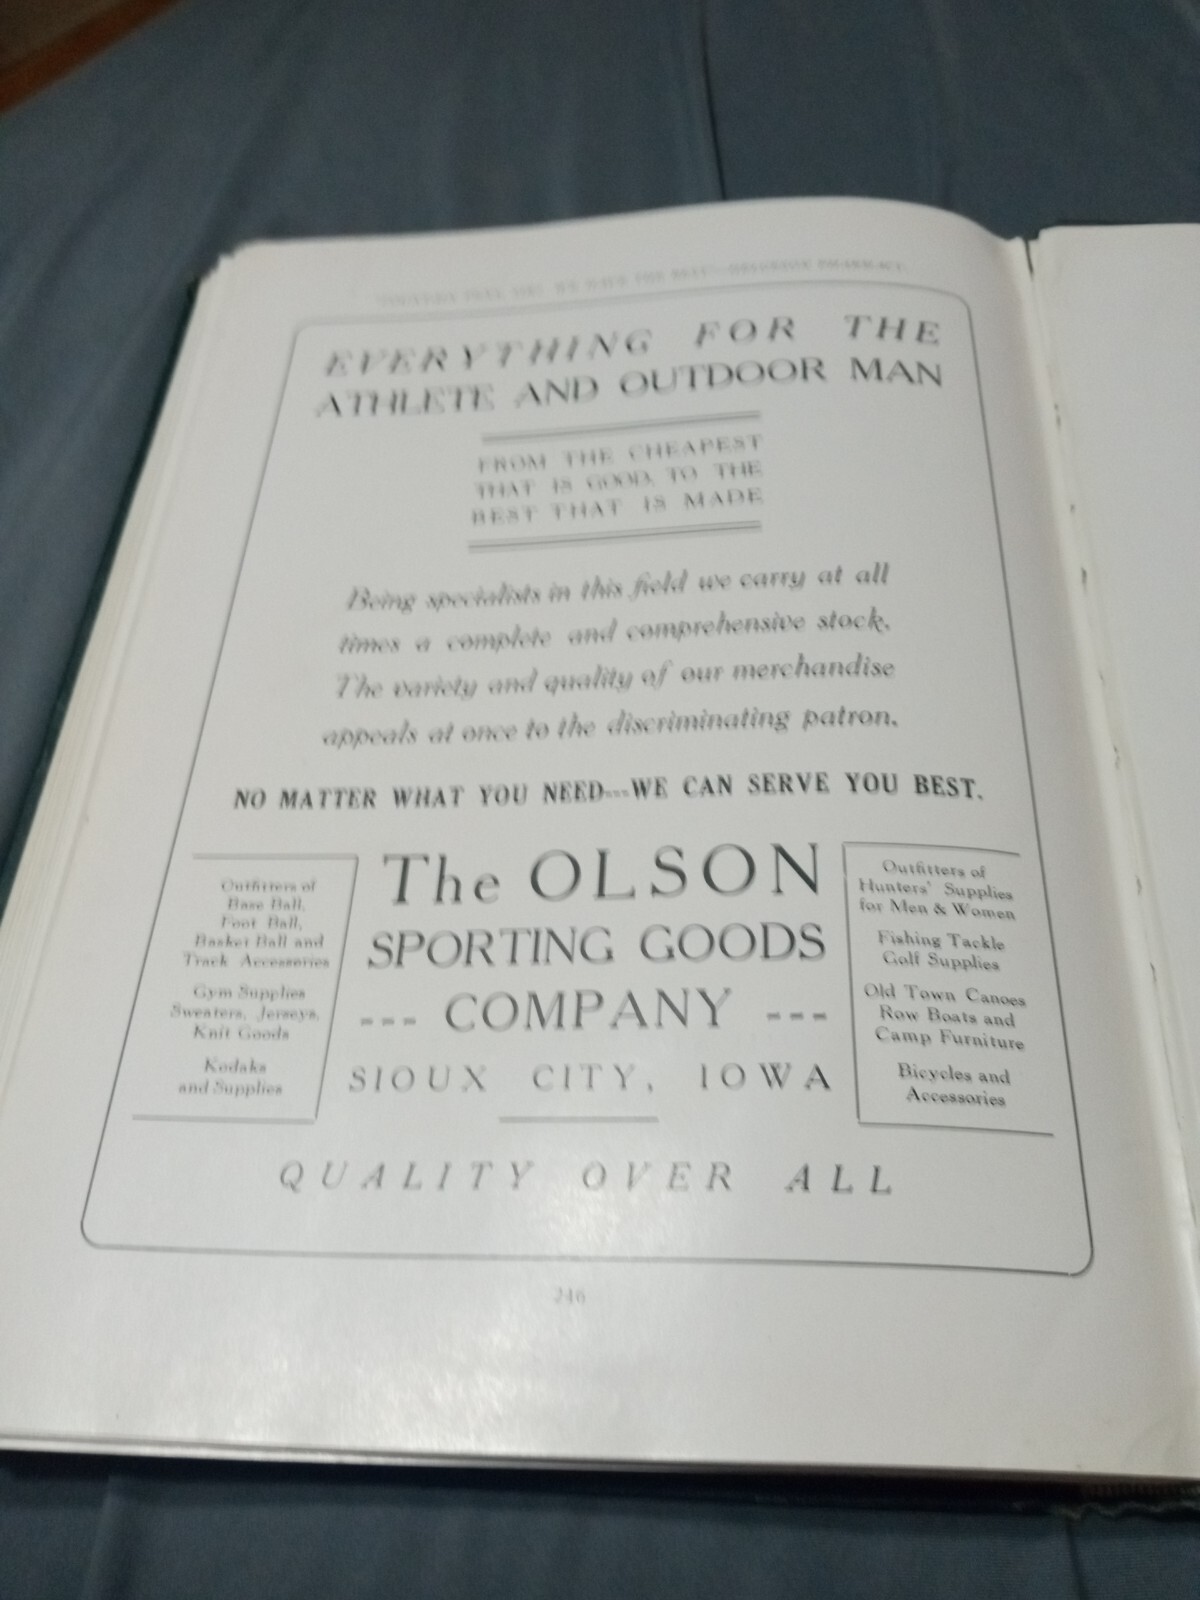 WE HAVE THE BEST PHARMACY
EVERYTHING FOR THE
ATHLETE AND OUTDOOR MAN
FROM THE CHEAPEST
THAT IS GOOD, TO THE
BEST THAT IS MADE
Being specialists in this field we carry at all
times a complete and comprehensive stock.
The variety and quality of our merchandise
appeals at once to the discriminating patron.
NO MATTER WHAT YOU NEED---WE CAN SERVE YOU BEST.
Outfitters of
Base Ball,
Foot Ball,
Basket Ball and
Track Accessories
Gym Supplies
Sweaters, Jerseys,
Knit Goods
Kodaks
and Supplies
The OLSON
SPORTING GOODS
--- COMPANY ---
SIOUX CITY, IOWA
Outfitters of
Hunters' Supplies
for Men & Women
Fishing Tackle
Golf Supplies
Old Town Canoes
Row Boats and
Camp Furniture
Bicycles and
Accessories
QUALITY OVER ALL
246